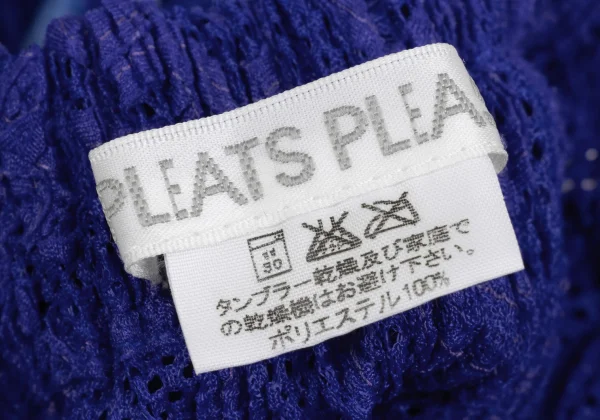 PLEATS PLEA
30
タンブラー乾燥及び家庭で
の乾燥機はお避け下さい。
ポリエステル100%